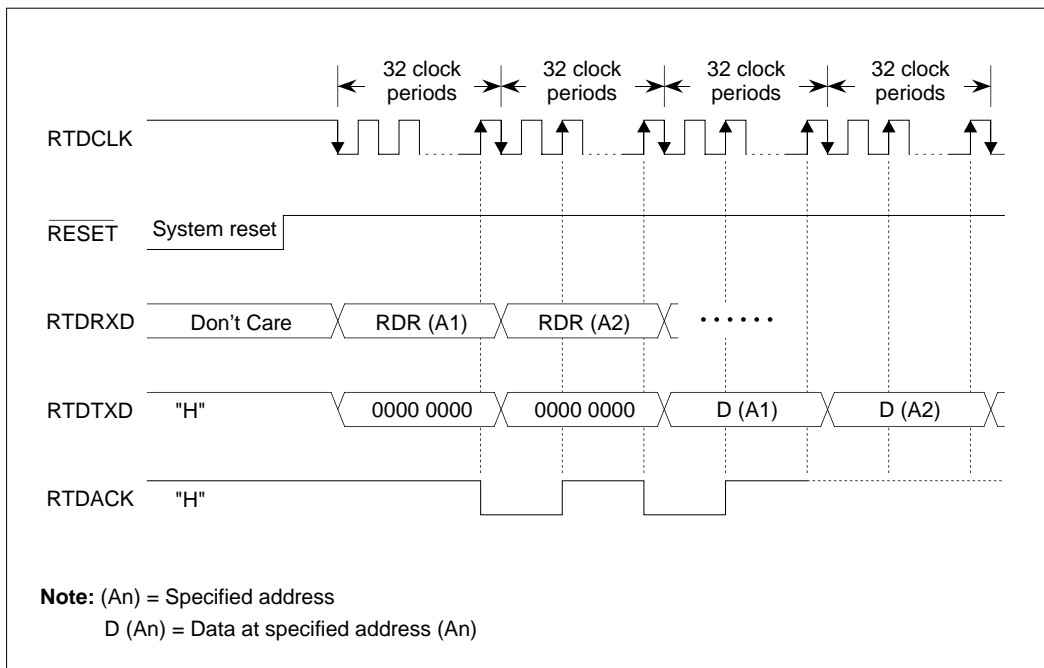 32 clock periods
32 clock periods
32 clock periods
32 clock periods
RTDCLK
RESET
System reset
RTDRXD
Don't Care
RDR (A1)
RDR (A2)
······
RTDTXD
"H"
0000 0000
0000 0000
D (A1)
D (A2)
RTDACK
"H"
Note: (An) = Specified address
D (An) = Data at specified address (An)